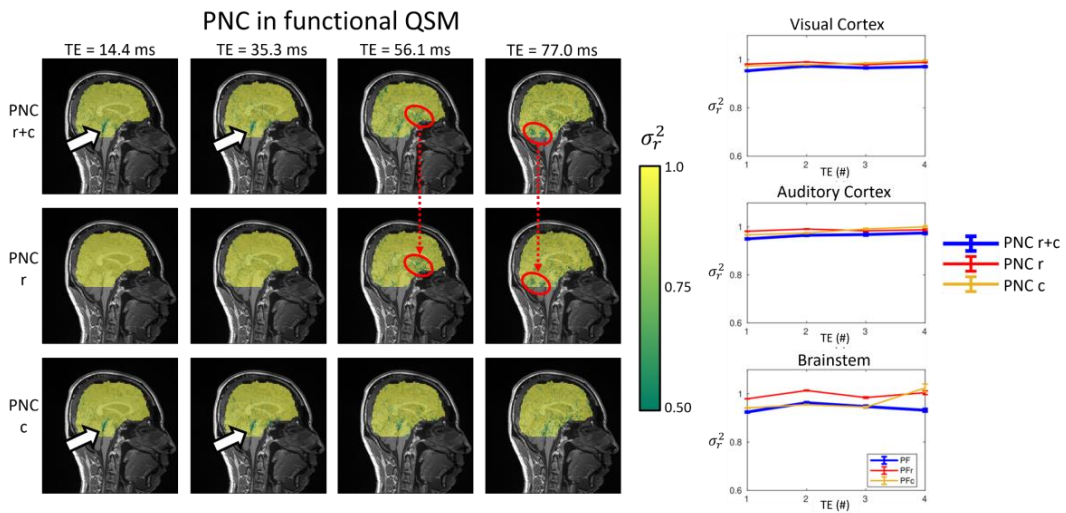 PNC in functional QSM
TE = 14.4 ms
TE = 35.3 ms
TE = 56.1 ms
TE = 77.0 ms
PNC
r+c
PNC
r
PNC
c
σr²
1.0
0.75
0.50
Visual Cortex
σr²
1
0.8
0.6
1
2
3
4
TE (#)
Auditory Cortex
σr²
1
0.8
0.6
1
2
3
4
TE (#)
Brainstem
σr²
1
0.8
0.6
1
2
3
4
TE (#)
PF
PFr
PFc
PNC r+c
PNC r
PNC c